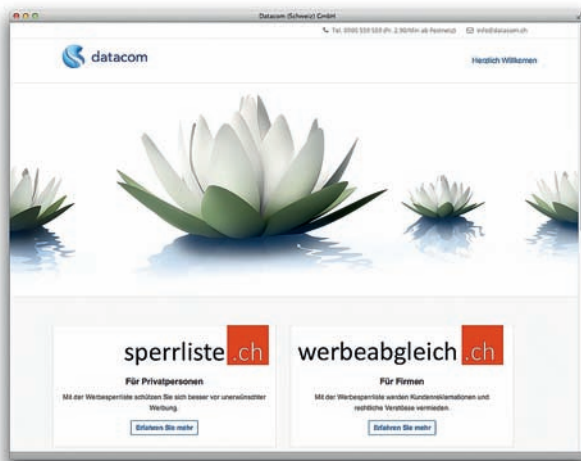 Datacom (Schweiz) GmbH
Tel. 0900 559 559 (Fr. 2.90/Min ab Festnetz) info@datacom.ch
datacom
Herzlich Willkommen
sperrliste.ch
Für Privatpersonen
Mit der Werbesperrliste schützen Sie sich besser vor unerwünschter
Werbung.
Erfahren Sie mehr
werbeabgleich.ch
Für Firmen
Mit der Werbesperrliste werden Kundenreklamationen und
rechtliche Verstösse vermieden.
Erfahren Sie mehr